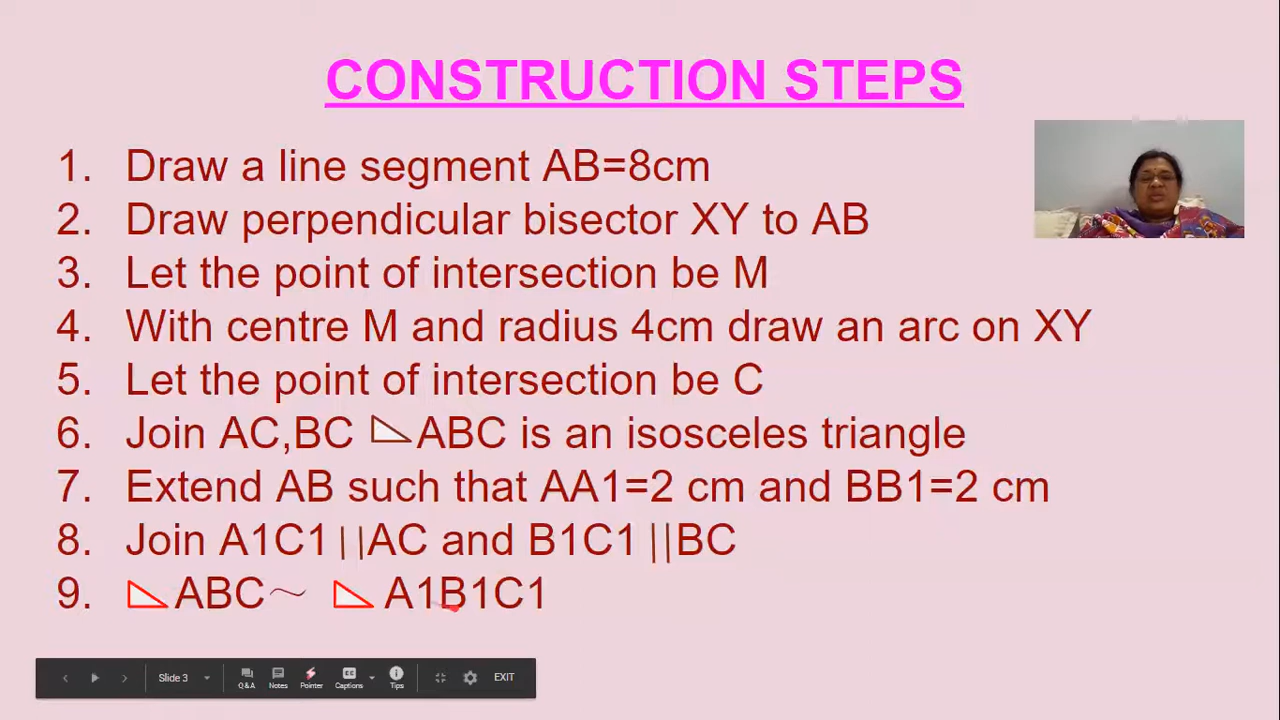 CONSTRUCTION STEPS
1. Draw a line segment AB=8cm
2. Draw perpendicular bisector XY to AB
3. Let the point of intersection be M
4. With centre M and radius 4cm draw an arc on XY
5. Let the point of intersection be C
6. Join AC,BC ◺ABC is an isosceles triangle
7. Extend AB such that AA1=2 cm and BB1=2 cm
8. Join A1C1 ||AC and B1C1 ||BC
9. ◺ABC~ ◺ A1B1C1
Slide 3 Q&A Notes Pointer Captions Tips EXIT